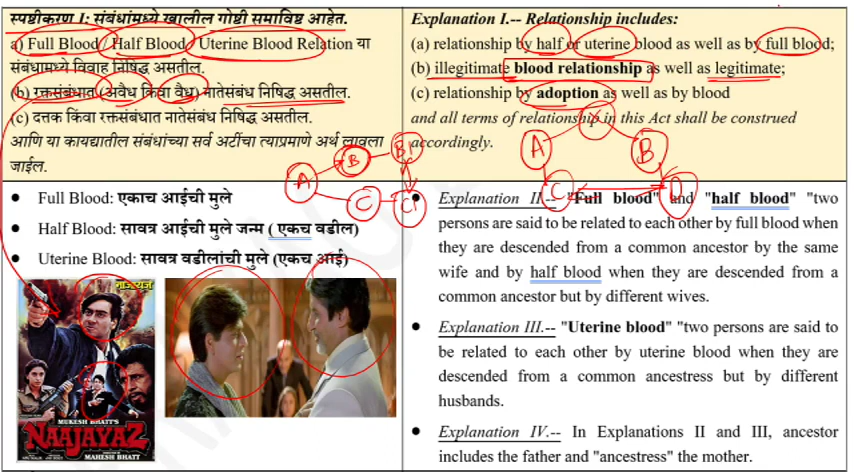 स्पष्टीकरण I: संबंधांमध्ये खालील गोष्टी समाविष्ट आहेत.
a) Full Blood / Half Blood / Uterine Blood Relation या
संबंधामध्ये विवाह निषिद्ध असतील.
(b) रक्तसंबंधात (अवैध किंवा वैध) नातेसंबंध निषिद्ध असतील.
(c) दत्तक किंवा रक्तसंबंधात नातेसंबंध निषिद्ध असतील.
आणि या कायद्यातील संबंधांच्या सर्व अटींचा त्याप्रमाणे अर्थ लावला
जाईल.
Explanation I.-- Relationship includes:
(a) relationship by half or uterine blood as well as by full blood;
(b) illegitimate blood relationship as well as legitimate;
(c) relationship by adoption as well as by blood
and all terms of relationship in this Act shall be construed
accordingly.
A
B
B1
C
C1
A
B
C
D
● Full Blood: एकाच आईची मुले
● Half Blood: सावत्र आईची मुले जन्म ( एकच वडील)
● Uterine Blood: सावत्र वडीलांची मुले (एकच आई)
नाजायज़
MUKESH BHATT'S
NAAJAYAZ
MAHESH BHATT
● Explanation II.-- "Full blood" and "half blood" "two
persons are said to be related to each other by full blood when
they are descended from a common ancestor by the same
wife and by half blood when they are descended from a
common ancestor but by different wives.
● Explanation III.-- "Uterine blood" "two persons are said to
be related to each other by uterine blood when they are
descended from a common ancestress but by different
husbands.
● Explanation IV.-- In Explanations II and III, ancestor
includes the father and "ancestress" the mother.